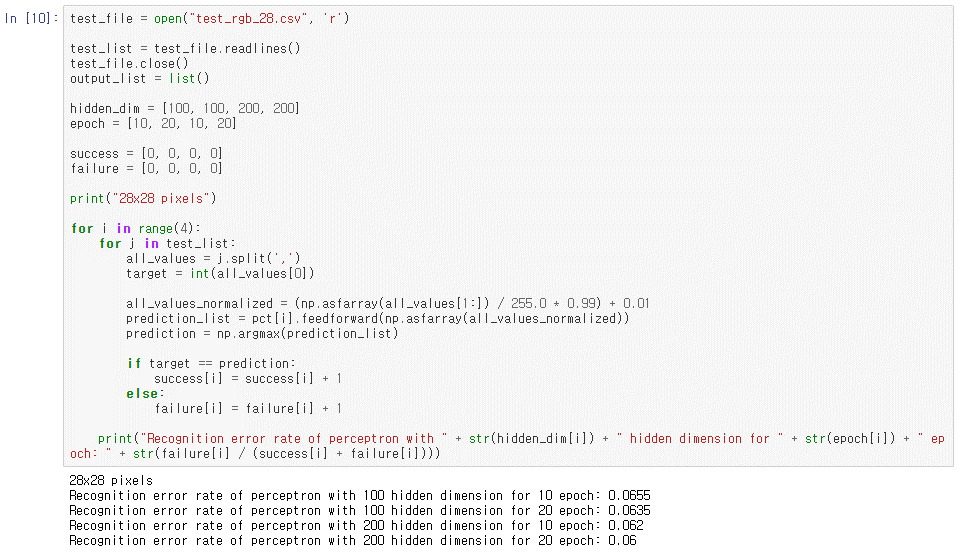 In [10]: test_file = open("test_rgb_28.csv", 'r')
test_list = test_file.readlines()
test_file.close()
output_list = list()
hidden_dim = [100, 100, 200, 200]
epoch = [10, 20, 10, 20]
success = [0, 0, 0, 0]
failure = [0, 0, 0, 0]
print("28x28 pixels")
for i in range(4):
    for j in test_list:
        all_values = j.split(',')
        target = int(all_values[0])
        all_values_normalized = (np.asfarray(all_values[1:]) / 255.0 * 0.99) + 0.01
        prediction_list = pct[i].feedforward(np.asfarray(all_values_normalized))
        prediction = np.argmax(prediction_list)
        if target == prediction:
            success[i] = success[i] + 1
        else:
            failure[i] = failure[i] + 1
    print("Recognition error rate of perceptron with " + str(hidden_dim[i]) + " hidden dimension for " + str(epoch[i]) + " ep
och: " + str(failure[i] / (success[i] + failure[i])))
28x28 pixels
Recognition error rate of perceptron with 100 hidden dimension for 10 epoch: 0.0655
Recognition error rate of perceptron with 100 hidden dimension for 20 epoch: 0.0635
Recognition error rate of perceptron with 200 hidden dimension for 10 epoch: 0.062
Recognition error rate of perceptron with 200 hidden dimension for 20 epoch: 0.06